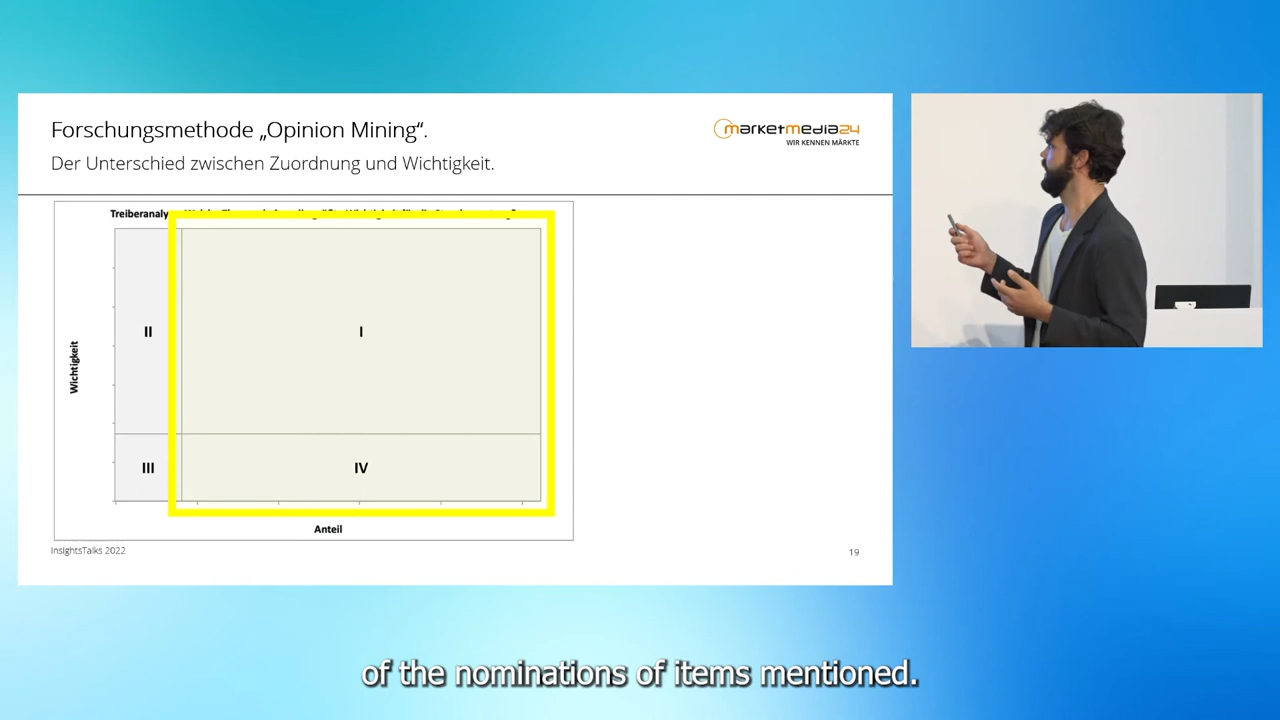 Forschungsmethode „Opinion Mining“.
Der Unterschied zwischen Zuordnung und Wichtigkeit.
marketmedia24
WIR KENNEN MÄRKTE
II
I
Wichtigkeit
III
IV
Anteil
InsightsTalks 2022
19
of the nominations of items mentioned.